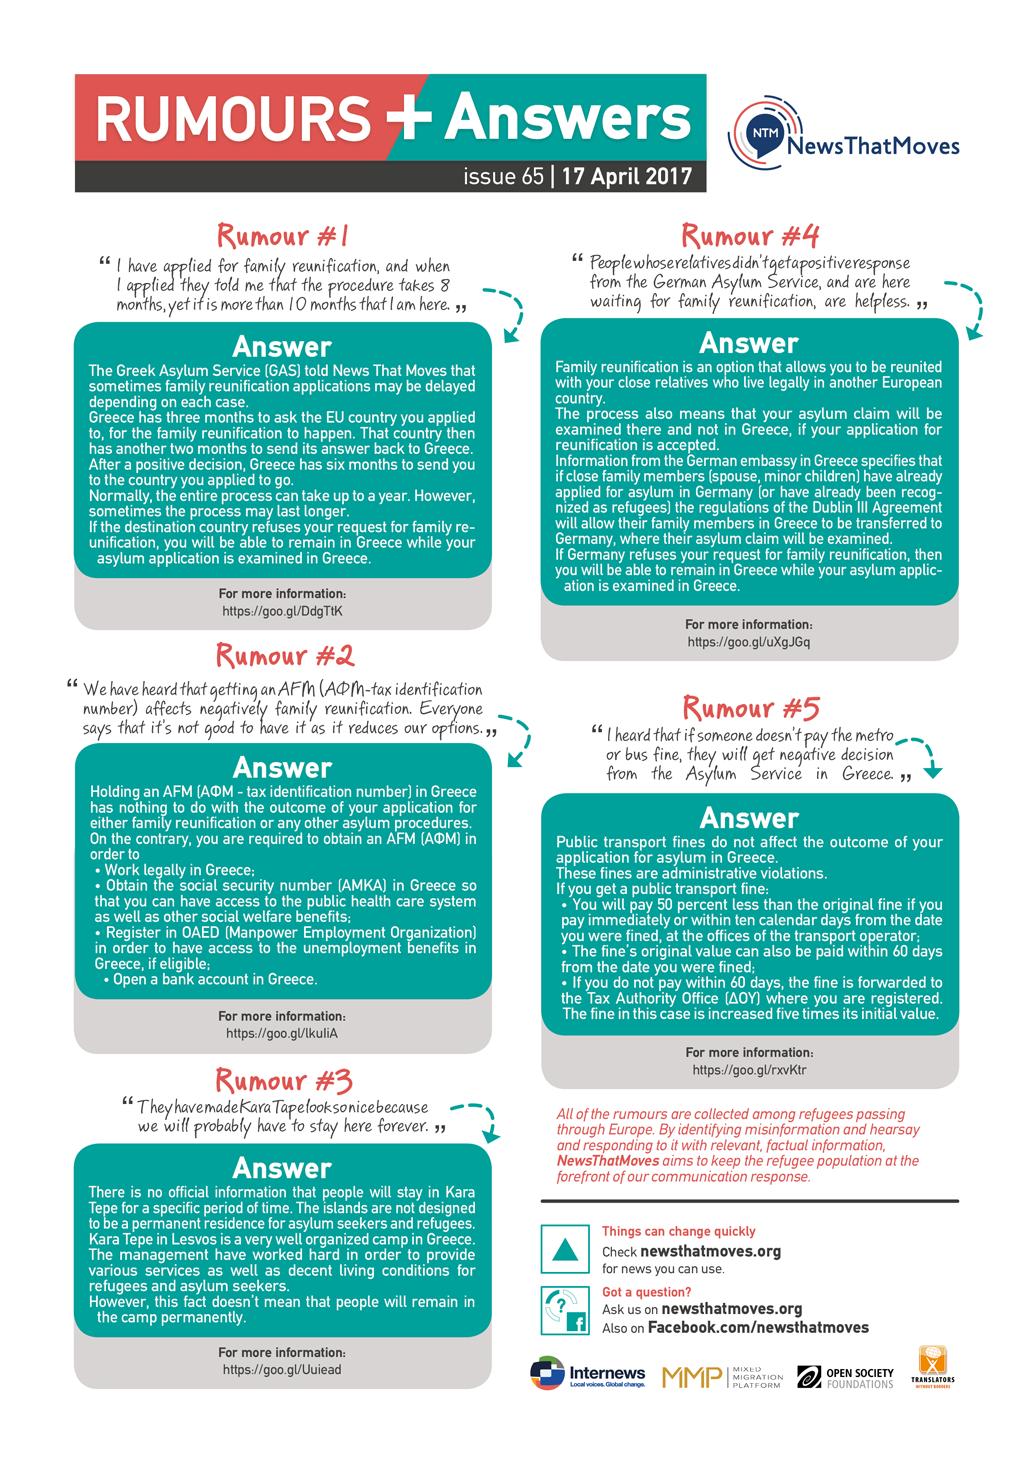 RUMOURS + Answers
issue 65 | 17 April 2017
NTM
NewsThatMoves
Rumour #1
“ I have applied for family reunification, and when
I applied they told me that the procedure takes 8
months, yet it is more than 10 months that I am here. „
Answer
The Greek Asylum Service (GAS) told News That Moves that
sometimes family reunification applications may be delayed
depending on each case.
Greece has three months to ask the EU country you applied
to, for the family reunification to happen. That country then
has another two months to send its answer back to Greece.
After a positive decision, Greece has six months to send you
to the country you applied to go.
Normally, the entire process can take up to a year. However,
sometimes the process may last longer.
If the destination country refuses your request for family re-
unification, you will be able to remain in Greece while your
asylum application is examined in Greece.
For more information:
https://goo.gl/DdgTtK
Rumour #2
“ We have heard that getting an AFM (ΑΦΜ-tax identification
number) affects negatively family reunification. Everyone
says that it's not good to have it as it reduces our options. „
Answer
Holding an AFM (ΑΦΜ - tax identification number) in Greece
has nothing to do with the outcome of your application for
either family reunification or any other asylum procedures.
On the contrary, you are required to obtain an AFM (ΑΦΜ) in
order to
• Work legally in Greece;
• Obtain the social security number (AMKA) in Greece so
that you can have access to the public health care system
as well as other social welfare benefits;
• Register in OAED (Manpower Employment Organization)
in order to have access to the unemployment benefits in
Greece, if eligible;
• Open a bank account in Greece.
For more information:
https://goo.gl/lkuIiA
Rumour #3
“ They have made Kara Tape look so nice because
we will probably have to stay here forever. „
Answer
There is no official information that people will stay in Kara
Tepe for a specific period of time. The islands are not designed
to be a permanent residence for asylum seekers and refugees.
Kara Tepe in Lesvos is a very well organized camp in Greece.
The management have worked hard in order to provide
various services as well as decent living conditions for
refugees and asylum seekers.
However, this fact doesn't mean that people will remain in
the camp permanently.
For more information:
https://goo.gl/Uuiead
Rumour #4
“ People whose relatives didn't get a positive response
from the German Asylum Service, and are here
waiting for family reunification, are helpless. „
Answer
Family reunification is an option that allows you to be reunited
with your close relatives who live legally in another European
country.
The process also means that your asylum claim will be
examined there and not in Greece, if your application for
reunification is accepted.
Information from the German embassy in Greece specifies that
if close family members (spouse, minor children) have already
applied for asylum in Germany (or have already been recog-
nized as refugees) the regulations of the Dublin III Agreement
will allow their family members in Greece to be transferred to
Germany, where their asylum claim will be examined.
If Germany refuses your request for family reunification, then
you will be able to remain in Greece while your asylum applic-
ation is examined in Greece.
For more information:
https://goo.gl/uXgJGq
Rumour #5
“ I heard that if someone doesn't pay the metro
or bus fine, they will get negative decision
from the Asylum Service in Greece. „
Answer
Public transport fines do not affect the outcome of your
application for asylum in Greece.
These fines are administrative violations.
If you get a public transport fine:
• You will pay 50 percent less than the original fine if you
pay immediately or within ten calendar days from the date
you were fined, at the offices of the transport operator;
• The fine's original value can also be paid within 60 days
from the date you were fined;
• If you do not pay within 60 days, the fine is forwarded to
the Tax Authority Office (ΔΟΥ) where you are registered.
The fine in this case is increased five times its initial value.
For more information:
https://goo.gl/rxvKtr
All of the rumours are collected among refugees passing
through Europe. By identifying misinformation and hearsay
and responding to it with relevant, factual information,
NewsThatMoves aims to keep the refugee population at the
forefront of our communication response.
Things can change quickly
Check newsthatmoves.org
for news you can use.
Got a question?
Ask us on newsthatmoves.org
Also on Facebook.com/newsthatmoves
Internews
Local voices. Global change.
MMP | MIXED
MIGRATION
PLATFORM
OPEN SOCIETY
FOUNDATIONS
TRANSLATORS
WITHOUT BORDERS